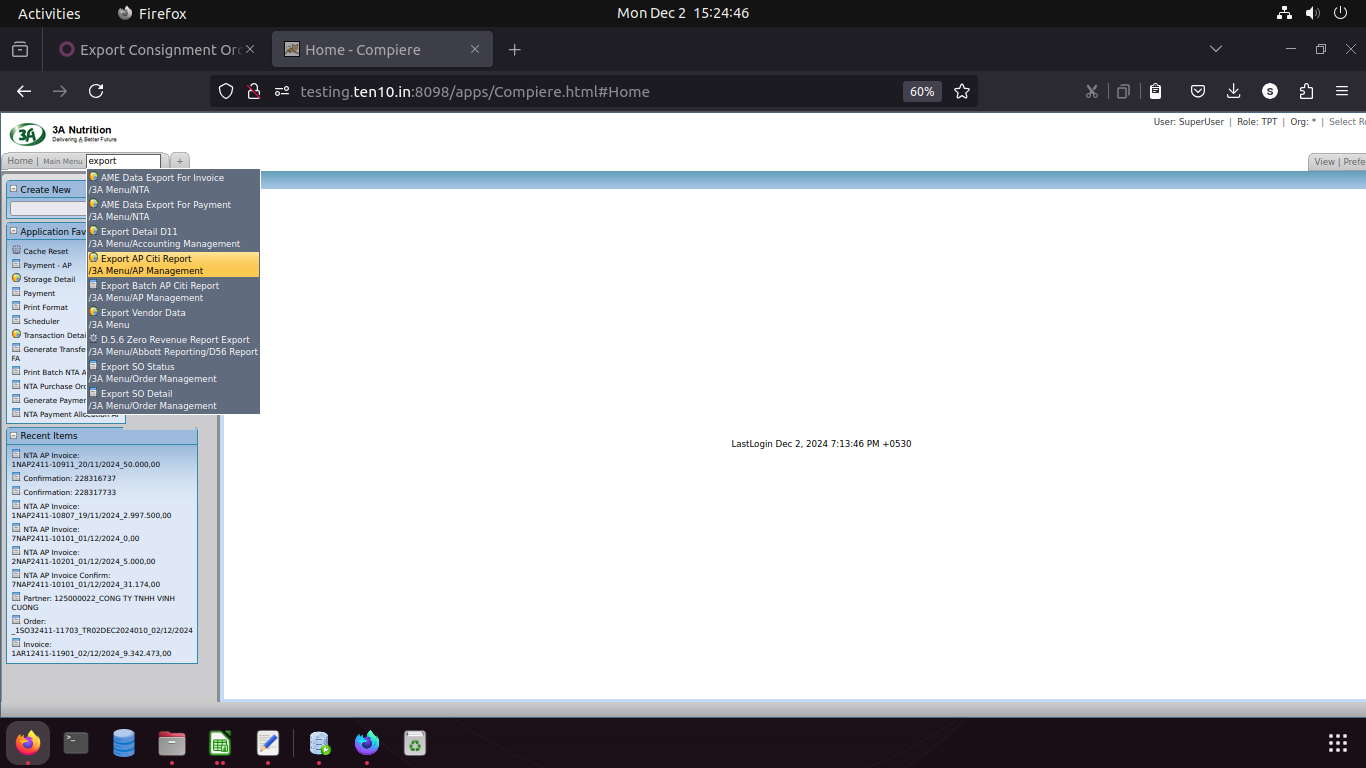 Activities
Firefox
Mon Dec 2 15:24:46
Export Consignment Or
Home - Compiere
testing.ten10.in:8098/apps/Compiere.html#Home
60%
S
3A
3A Nutrition
Delivering A Better Future
User: SuperUser | Role: TPT | Org: * | Select R
Home | Main Menu
export
+
View | Prefe
AME Data Export For Invoice
/3A Menu/NTA
AME Data Export For Payment
/3A Menu/NTA
Export Detail D11
/3A Menu/Accounting Management
Export AP Citi Report
/3A Menu/AP Management
Export Batch AP Citi Report
/3A Menu/AP Management
Export Vendor Data
/3A Menu
D.5.6 Zero Revenue Report Export
/3A Menu/Abbott Reporting/D56 Report
Export SO Status
/3A Menu/Order Management
Export SO Detail
/3A Menu/Order Management
Create New
Application Fav
Cache Reset
Payment - AP
Storage Detail
Payment
Print Format
Scheduler
Transaction Detai
Generate Transfe
FA
Print Batch NTA A
NTA Purchase Or
Generate Paymer
NTA Payment Allocation AP
Recent Items
NTA AP Invoice:
1NAP2411-10911_20/11/2024_50.000,00
Confirmation: 228316737
Confirmation: 228317733
NTA AP Invoice:
1NAP2411-10807_19/11/2024_2.997.500,00
NTA AP Invoice:
7NAP2411-10101_01/12/2024_0,00
NTA AP Invoice:
2NAP2411-10201_01/12/2024_5.000,00
NTA AP Invoice Confirm:
7NAP2411-10101_01/12/2024_31.174,00
Partner: 125000022_CONG TY TNHH VINH
CUONG
Order:
_1SO32411-11703_TR02DEC2024010_02/12/2024
Invoice:
1AR12411-11901_02/12/2024_9.342.473,00
LastLogin Dec 2, 2024 7:13:46 PM +0530